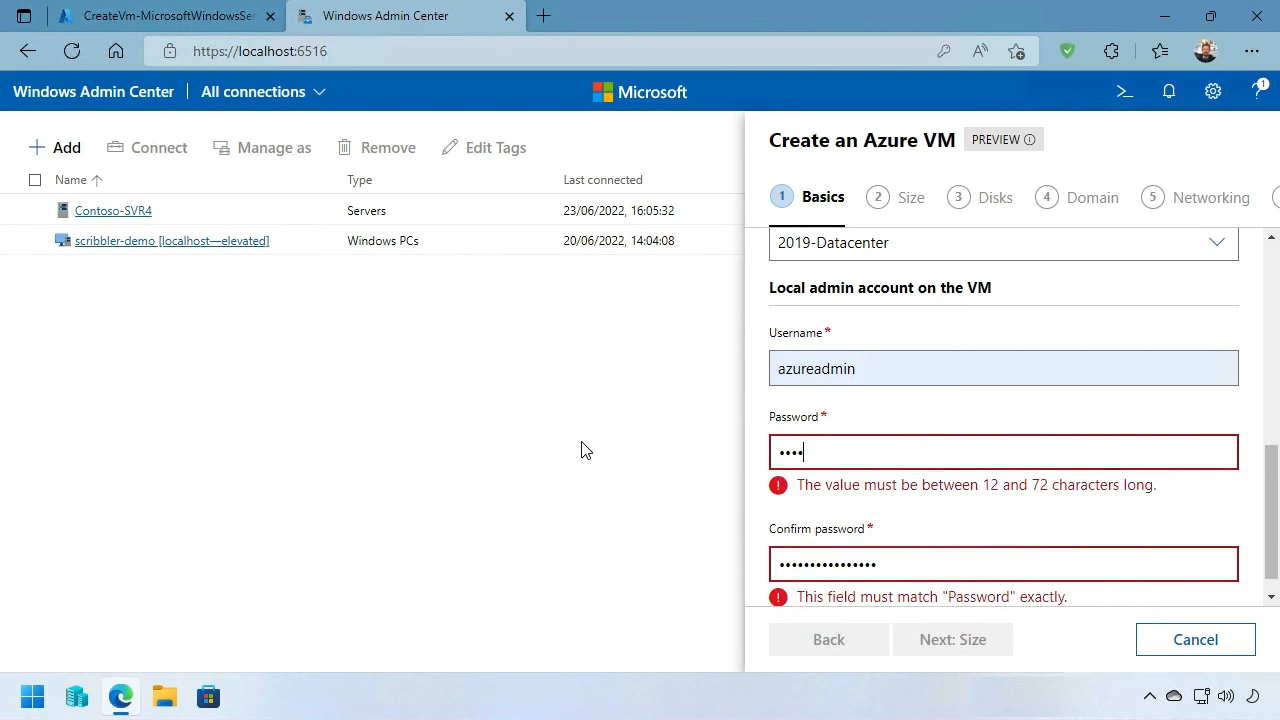 CreateVm-MicrosoftWindowsSer
Windows Admin Center
https://localhost:6516
Windows Admin Center
All connections
Microsoft
1
Add
Connect
Manage as
Remove
Edit Tags
Name
Type
Last connected
Contoso-SVR4
Servers
23/06/2022, 16:05:32
scribbler-demo [localhost—elevated]
Windows PCs
20/06/2022, 14:04:08
Create an Azure VM
PREVIEW
1 Basics
2 Size
3 Disks
4 Domain
5 Networking
2019-Datacenter
Local admin account on the VM
Username*
azureadmin
Password*
••••
The value must be between 12 and 72 characters long.
Confirm password*
••••••••••••••••
This field must match "Password" exactly.
Back
Next: Size
Cancel